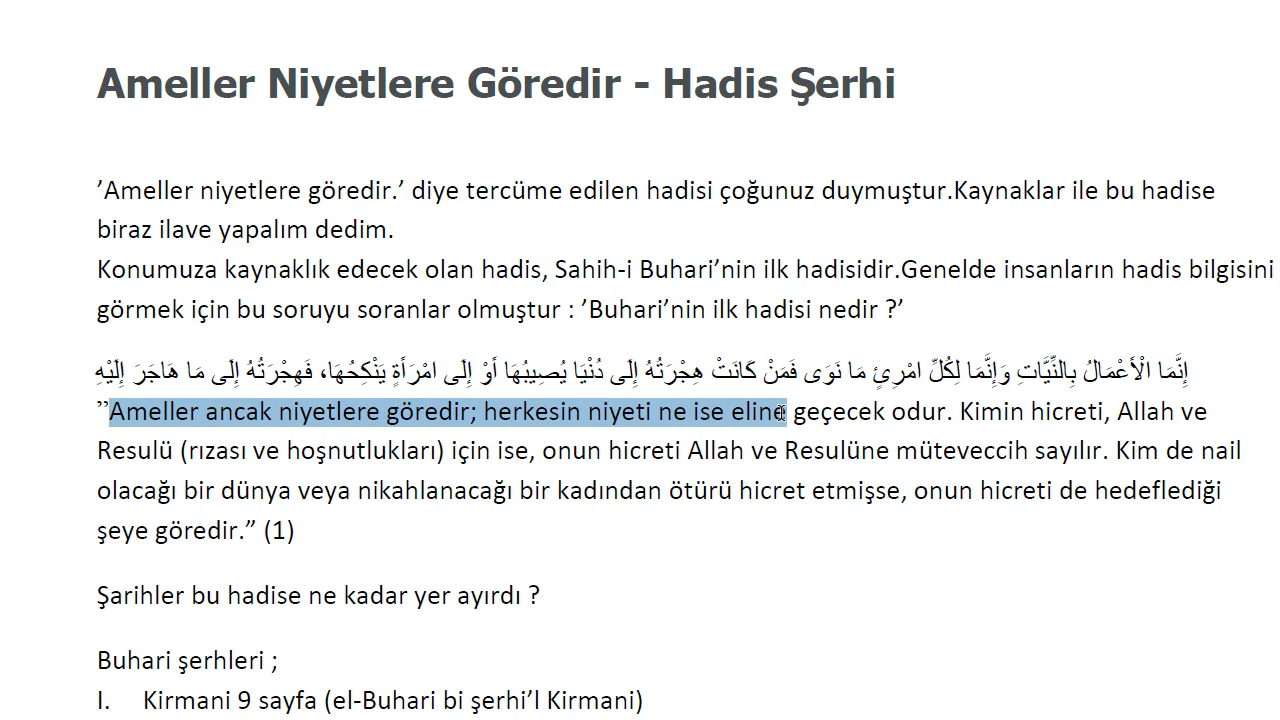 Ameller Niyetlere Göredir - Hadis Şerhi
’Ameller niyetlere göredir.’ diye tercüme edilen hadisi çoğunuz duymuştur.Kaynaklar ile bu hadise
biraz ilave yapalım dedim.
Konumuza kaynaklık edecek olan hadis, Sahih-i Buhari’nin ilk hadisidir.Genelde insanların hadis bilgisini
görmek için bu soruyu soranlar olmuştur : ’Buhari’nin ilk hadisi nedir ?’
إِنَّمَا الْأَعْمَالُ بِالنِّيَّاتِ وَإِنَّمَا لِكُلِّ امْرِئٍ مَا نَوَى فَمَنْ كَانَتْ هِجْرَتُهُ إِلَى دُنْيَا يُصِيبُهَا أَوْ إِلَى امْرَأَةٍ يَنْكِحُهَا، فَهِجْرَتُهُ إِلَى مَا هَاجَرَ إِلَيْهِ
”Ameller ancak niyetlere göredir; herkesin niyeti ne ise eline geçecek odur. Kimin hicreti, Allah ve
Resulü (rızası ve hoşnutlukları) için ise, onun hicreti Allah ve Resulüne müteveccih sayılır. Kim de nail
olacağı bir dünya veya nikahlanacağı bir kadından ötürü hicret etmişse, onun hicreti de hedeflediği
şeye göredir.” (1)
Şarihler bu hadise ne kadar yer ayırdı ?
Buhari şerhleri ;
I. Kirmani 9 sayfa (el-Buhari bi şerhi’l Kirmani)